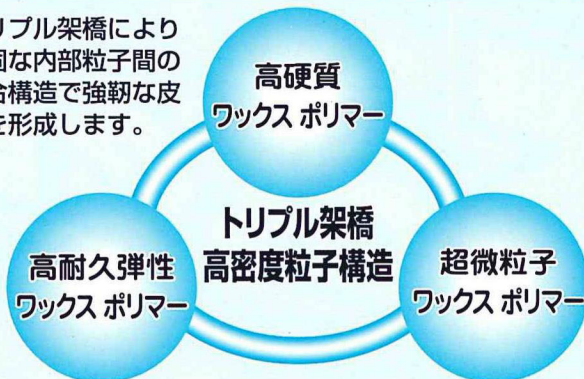 リプル架橋により
固な内部粒子間の
合構造で強靭な皮
を形成します。
高硬質
ワックス ポリマー
トリプル架橋
高密度粒子構造
高耐久弾性
ワックス ポリマー
超微粒子
ワックス ポリマー